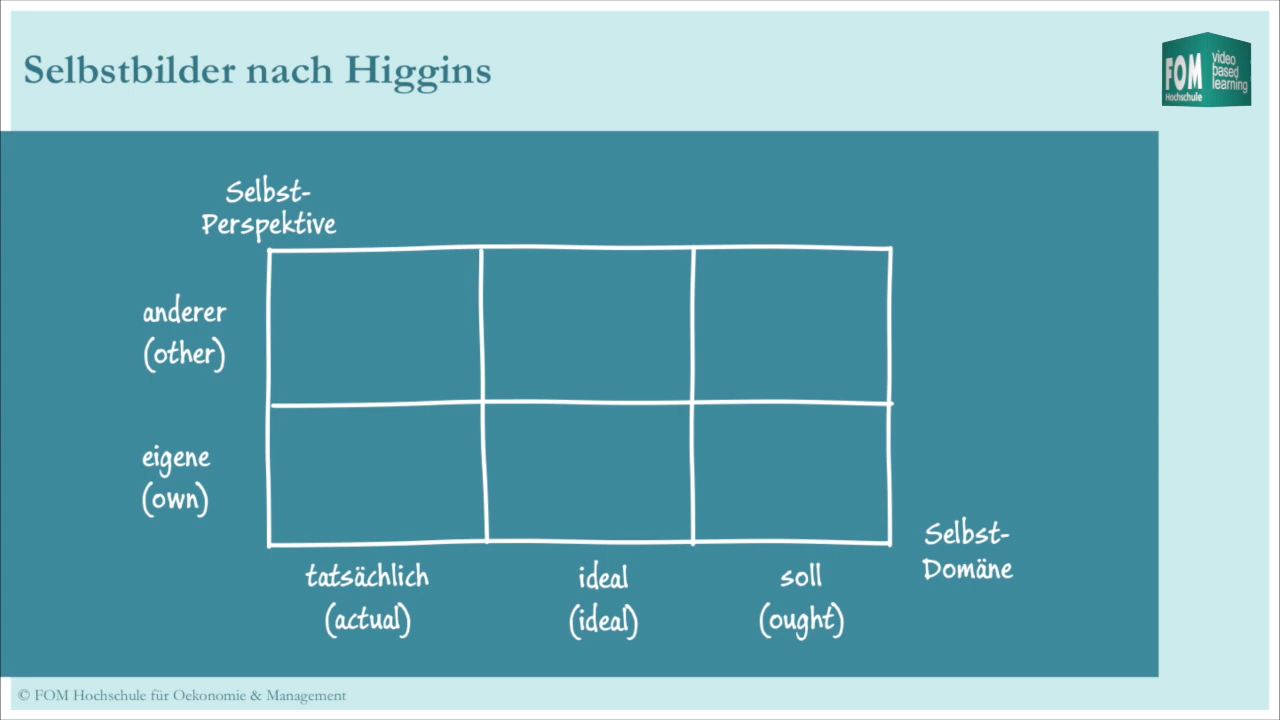 Selbstbilder nach Higgins
FOM
Hochschule
video
based
learning
Selbst-
Perspektive
anderer
(other)
eigene
(own)
Selbst-
Domäne
tatsächlich
(actual)
ideal
(ideal)
soll
(ought)
© FOM Hochschule für Oekonomie & Management